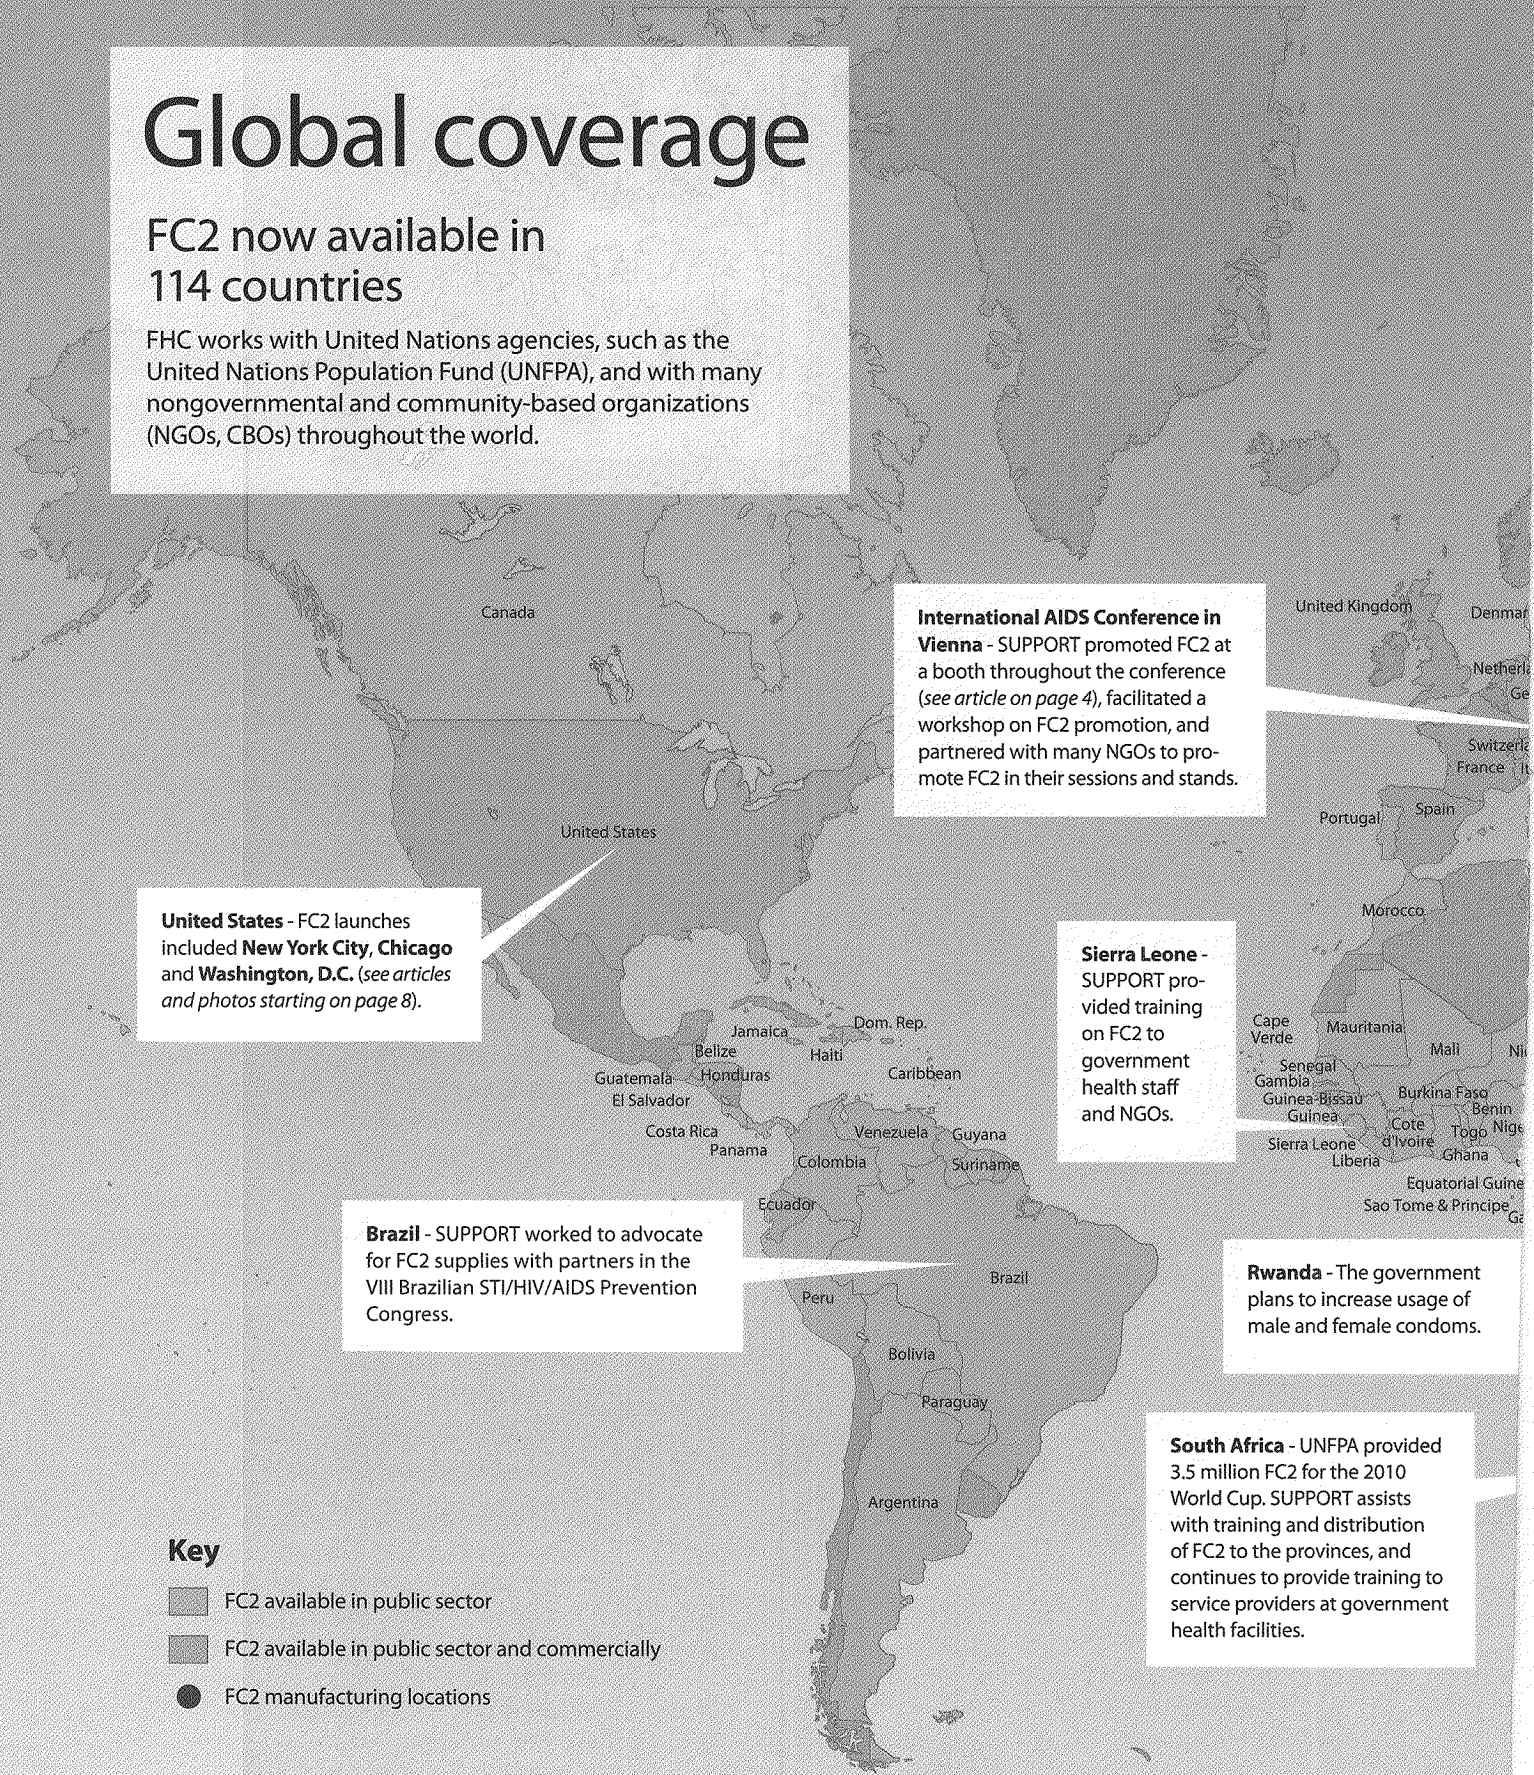 Global coverage
FC2 now available in
114 countries
FHC works with United Nations agencies, such as the
United Nations Population Fund (UNFPA), and with many
nongovernmental and community-based organizations
(NGOs, CBOs) throughout the world.
Canada
International AIDS Conference in
Vienna - SUPPORT promoted FC2 at
a booth throughout the conference
(see article on page 4), facilitated a
workshop on FC2 promotion, and
partnered with many NGOs to pro-
mote FC2 in their sessions and stands.
United Kingdom
Denmar
Netherla
Ge
Switzerla
France
It
Portugal
Spain
United States
United States - FC2 launches
included New York City, Chicago
and Washington, D.C. (see articles
and photos starting on page 8).
Morocco
Sierra Leone -
SUPPORT pro-
vided training
on FC2 to
government
health staff
and NGOs.
Cape
Verde
Mauritania
Mali
Senegal
Gambia
Guinea-Bissau
Guinea
Burkina Faso
Benin
Cote
d'Ivoire
Togo
Nige
Sierra Leone
Liberia
Ghana
Equatorial Guine
Sao Tome & Principe
Ga
Jamaica
Dom. Rep.
Belize
Haiti
Guatemala
Honduras
Caribbean
El Salvador
Costa Rica
Panama
Venezuela
Guyana
Colombia
Suriname
Ecuador
Brazil - SUPPORT worked to advocate
for FC2 supplies with partners in the
VIII Brazilian STI/HIV/AIDS Prevention
Congress.
Brazil
Peru
Bolivia
Paraguay
Argentina
Rwanda - The government
plans to increase usage of
male and female condoms.
South Africa - UNFPA provided
3.5 million FC2 for the 2010
World Cup. SUPPORT assists
with training and distribution
of FC2 to the provinces, and
continues to provide training to
service providers at government
health facilities.
Key
FC2 available in public sector
FC2 available in public sector and commercially
FC2 manufacturing locations